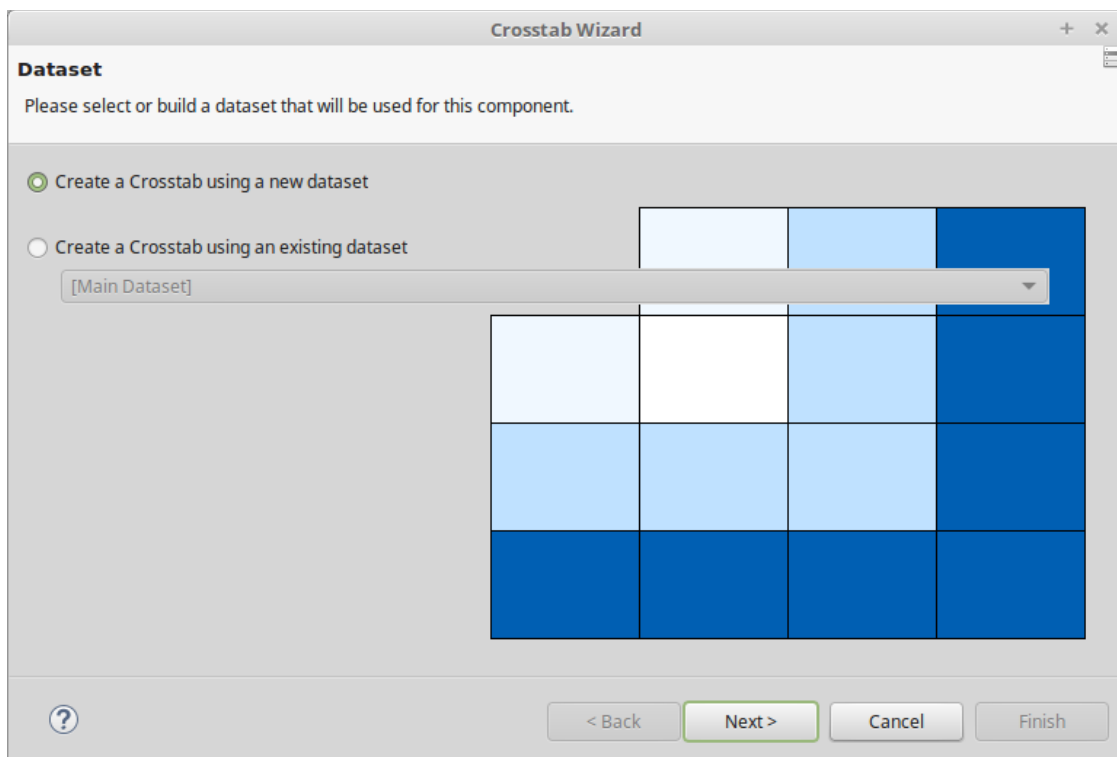 Crosstab Wizard
Dataset
Please select or build a dataset that will be used for this component.
Create a Crosstab using a new dataset
Create a Crosstab using an existing dataset
[Main Dataset]
? < Back Next > Cancel Finish